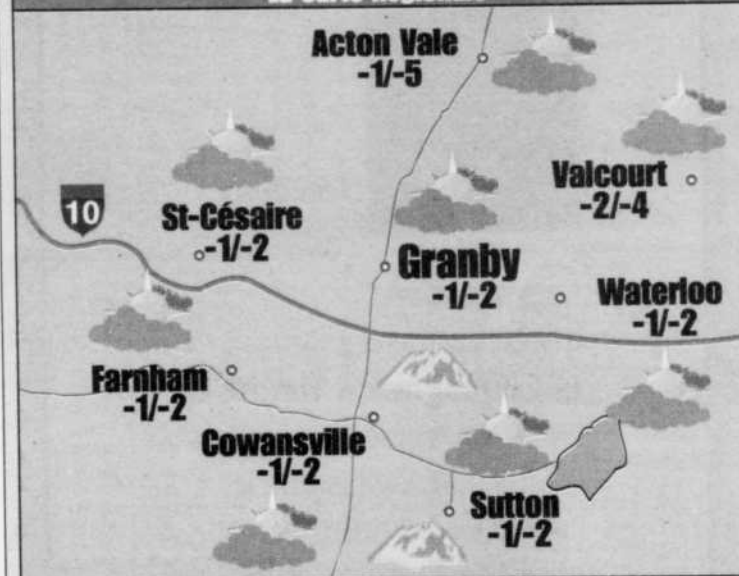 Acton Vale
-1/-5
Valcourt
-2/-4
10
St-Césaire
-1/-2
Granby
-1/-2
Waterloo
-1/-2
Farnham
-1/-2
Cowansville
-1/-2
Sutton
-1/-2